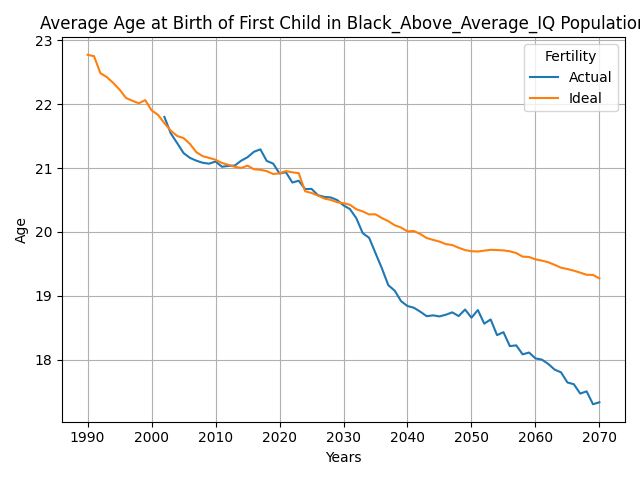 Average Age at Birth of First Child in Black_Above_Average_IQ Population
Fertility
Actual
Ideal
Age
23
22
21
20
19
18
1990 2000 2010 2020 2030 2040 2050 2060 2070
Years